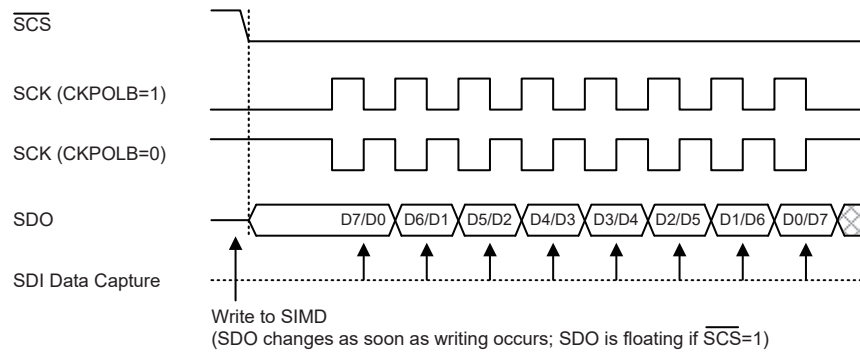 SCS
SCK (CKPOLB=1)
SCK (CKPOLB=0)
SDO D7/D0 D6/D1 D5/D2 D4/D3 D3/D4 D2/D5 D1/D6 D0/D7
SDI Data Capture
Write to SIMD
(SDO changes as soon as writing occurs; SDO is floating if SCS=1)